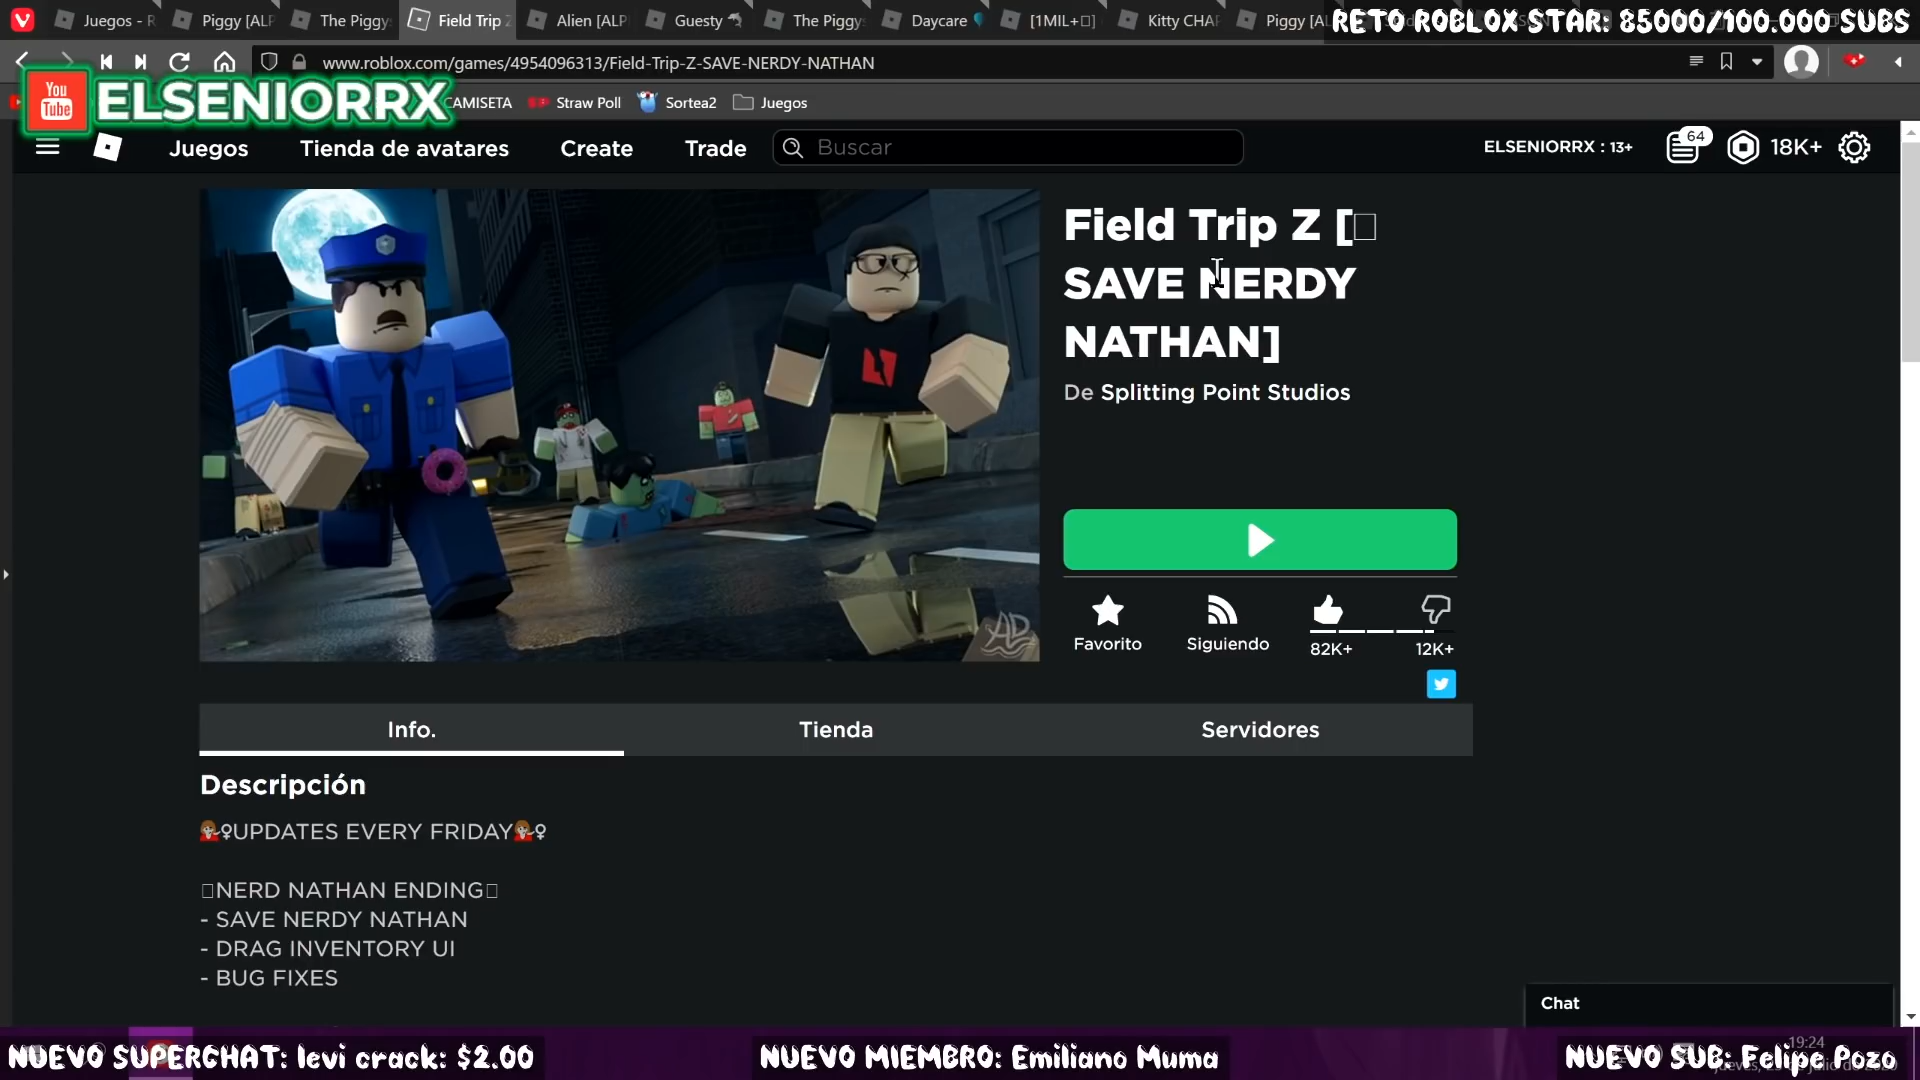 Juegos - R
Piggy [ALP
The Piggy
Field Trip Z
Alien [ALP
Guesty
The Piggy
Daycare
[1MIL+□]
Kitty CHAP
Piggy [AL
RETO ROBLOX STAR: 85000/100.000 SUBS
www.roblox.com/games/4954096313/Field-Trip-Z-SAVE-NERDY-NATHAN
You
Tube
ELSENIORRX
CAMISETA
Straw Poll
Sortea2
Juegos
Juegos
Tienda de avatares
Create
Trade
Buscar
ELSENIORRX : 13+
64
18K+
Field Trip Z [□
SAVE NERDY
NATHAN]
De Splitting Point Studios
Favorito
Siguiendo
82K+
12K+
AD
Info.
Tienda
Servidores
Descripción
UPDATES EVERY FRIDAY
□NERD NATHAN ENDING□
- SAVE NERDY NATHAN
- DRAG INVENTORY UI
- BUG FIXES
Chat
NUEVO SUPERCHAT: levi crack: $2.00
NUEVO MIEMBRO: Emiliano Muma
19:24
NUEVO SUB: Felipe Pozo